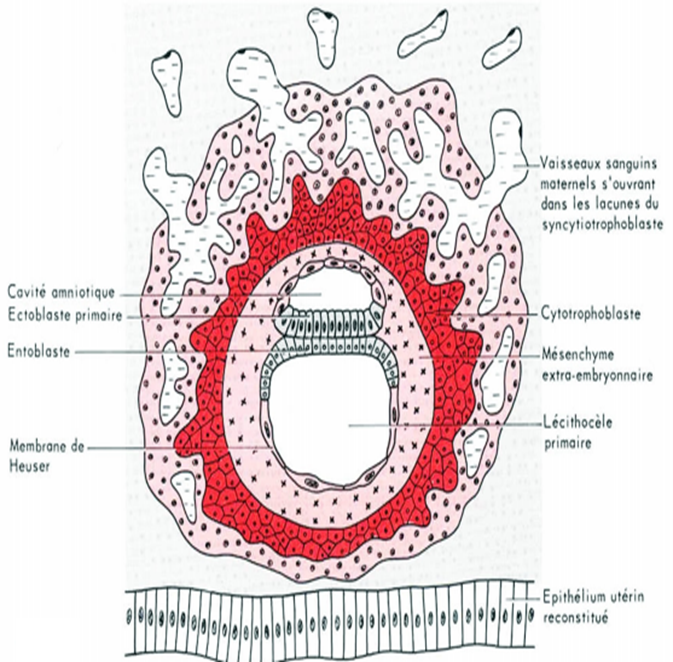 Vaisseaux sanguins
maternels s'ouvrant
dans les lacunes du
syncytiotrophoblaste
Cavité amniotique
Ectoblaste primaire
Entoblaste
Membrane de
Heuser
Cytotrophoblaste
Mésenchyme
extra-embryonnaire
Lécithocèle
primaire
Epithélium utérin
reconstitué